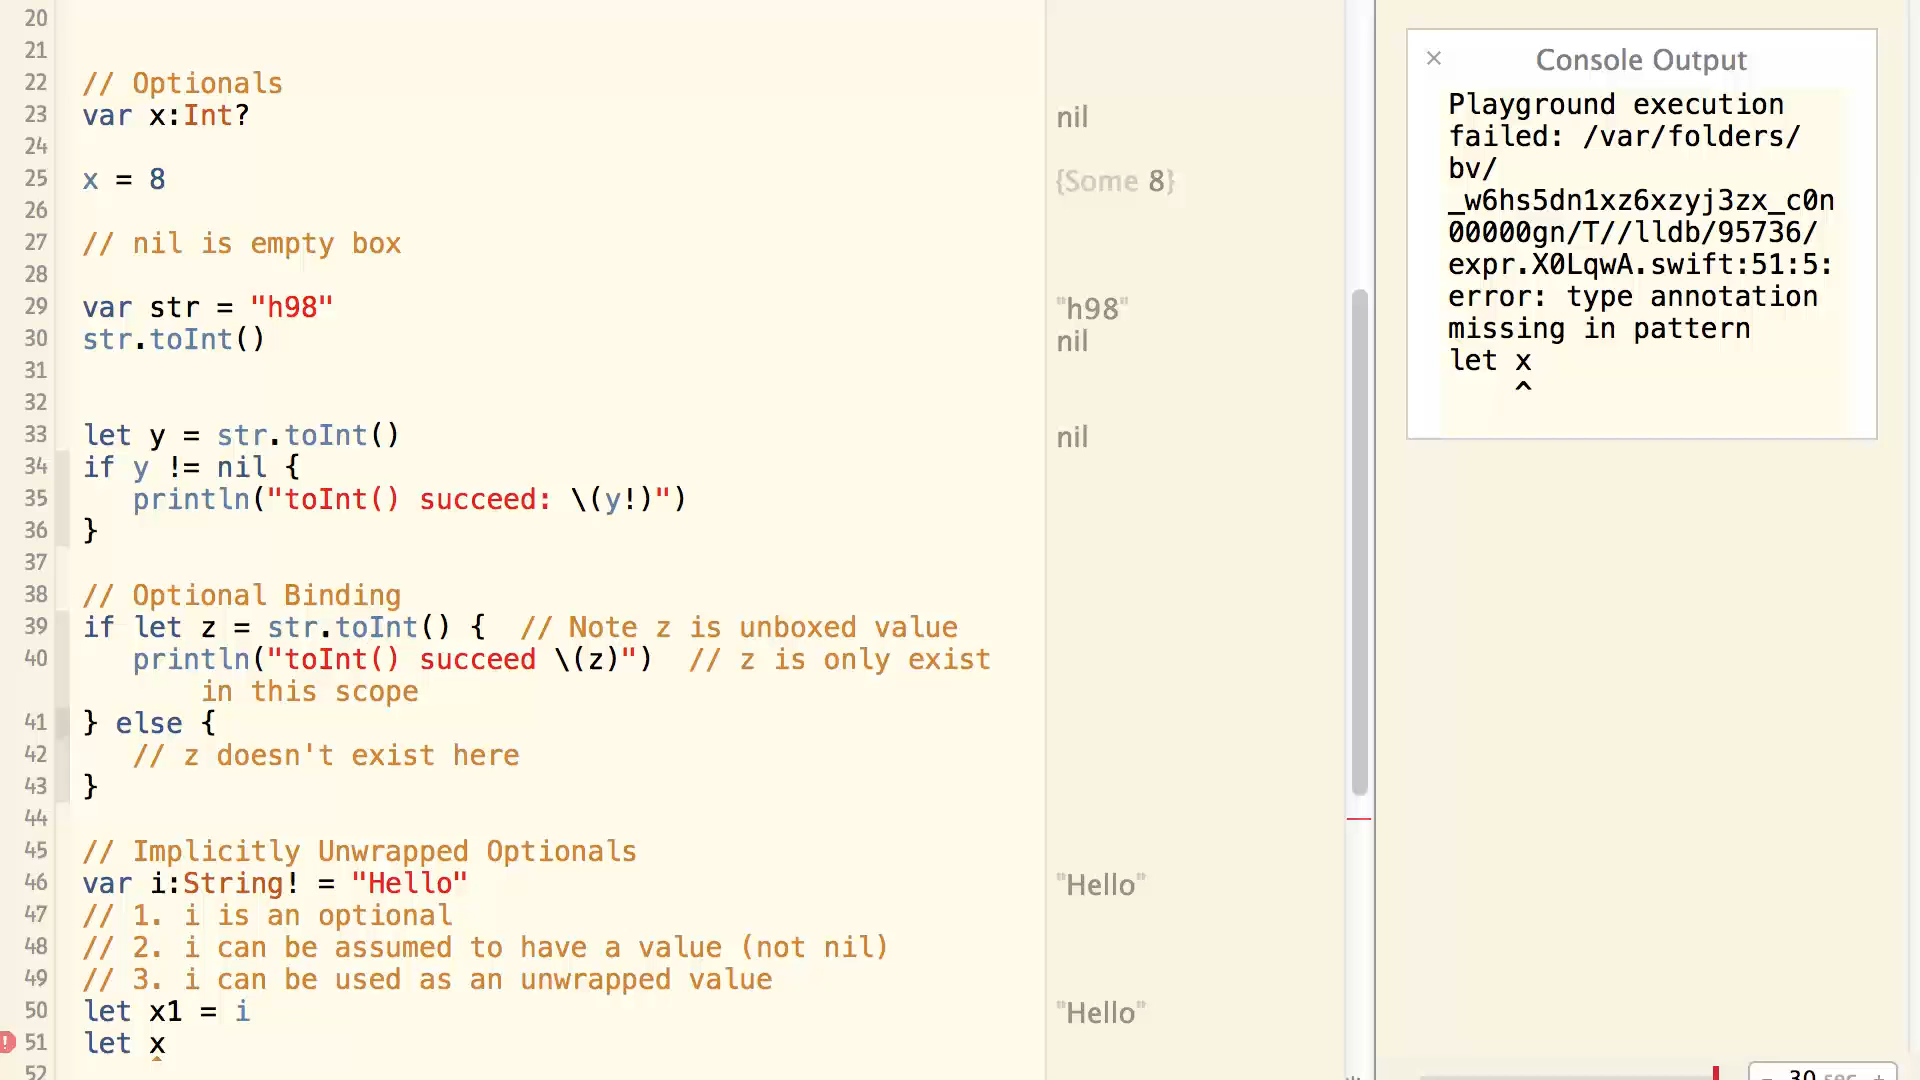 20
21
22 // Optionals
23 var x:Int? nil
24
25 x = 8 {Some 8}
26
27 // nil is empty box
28
29 var str = "h98" "h98"
30 str.toInt() nil
31
32
33 let y = str.toInt() nil
34 if y != nil {
35 println("toInt() succeed: \(y!)")
36 }
37
38 // Optional Binding
39 if let z = str.toInt() { // Note z is unboxed value
40 println("toInt() succeed \(z)") // z is only exist
in this scope
41 } else {
42 // z doesn't exist here
43 }
44
45 // Implicitly Unwrapped Optionals
46 var i:String! = "Hello" "Hello"
47 // 1. i is an optional
48 // 2. i can be assumed to have a value (not nil)
49 // 3. i can be used as an unwrapped value
50 let x1 = i "Hello"
51 let x
52
× Console Output
Playground execution
failed: /var/folders/
bv/
_w6hs5dn1xz6xzyj3zx_c0n
00000gn/T//lldb/95736/
expr.X0LqwA.swift:51:5:
error: type annotation
missing in pattern
let x
^
- 30 sec +